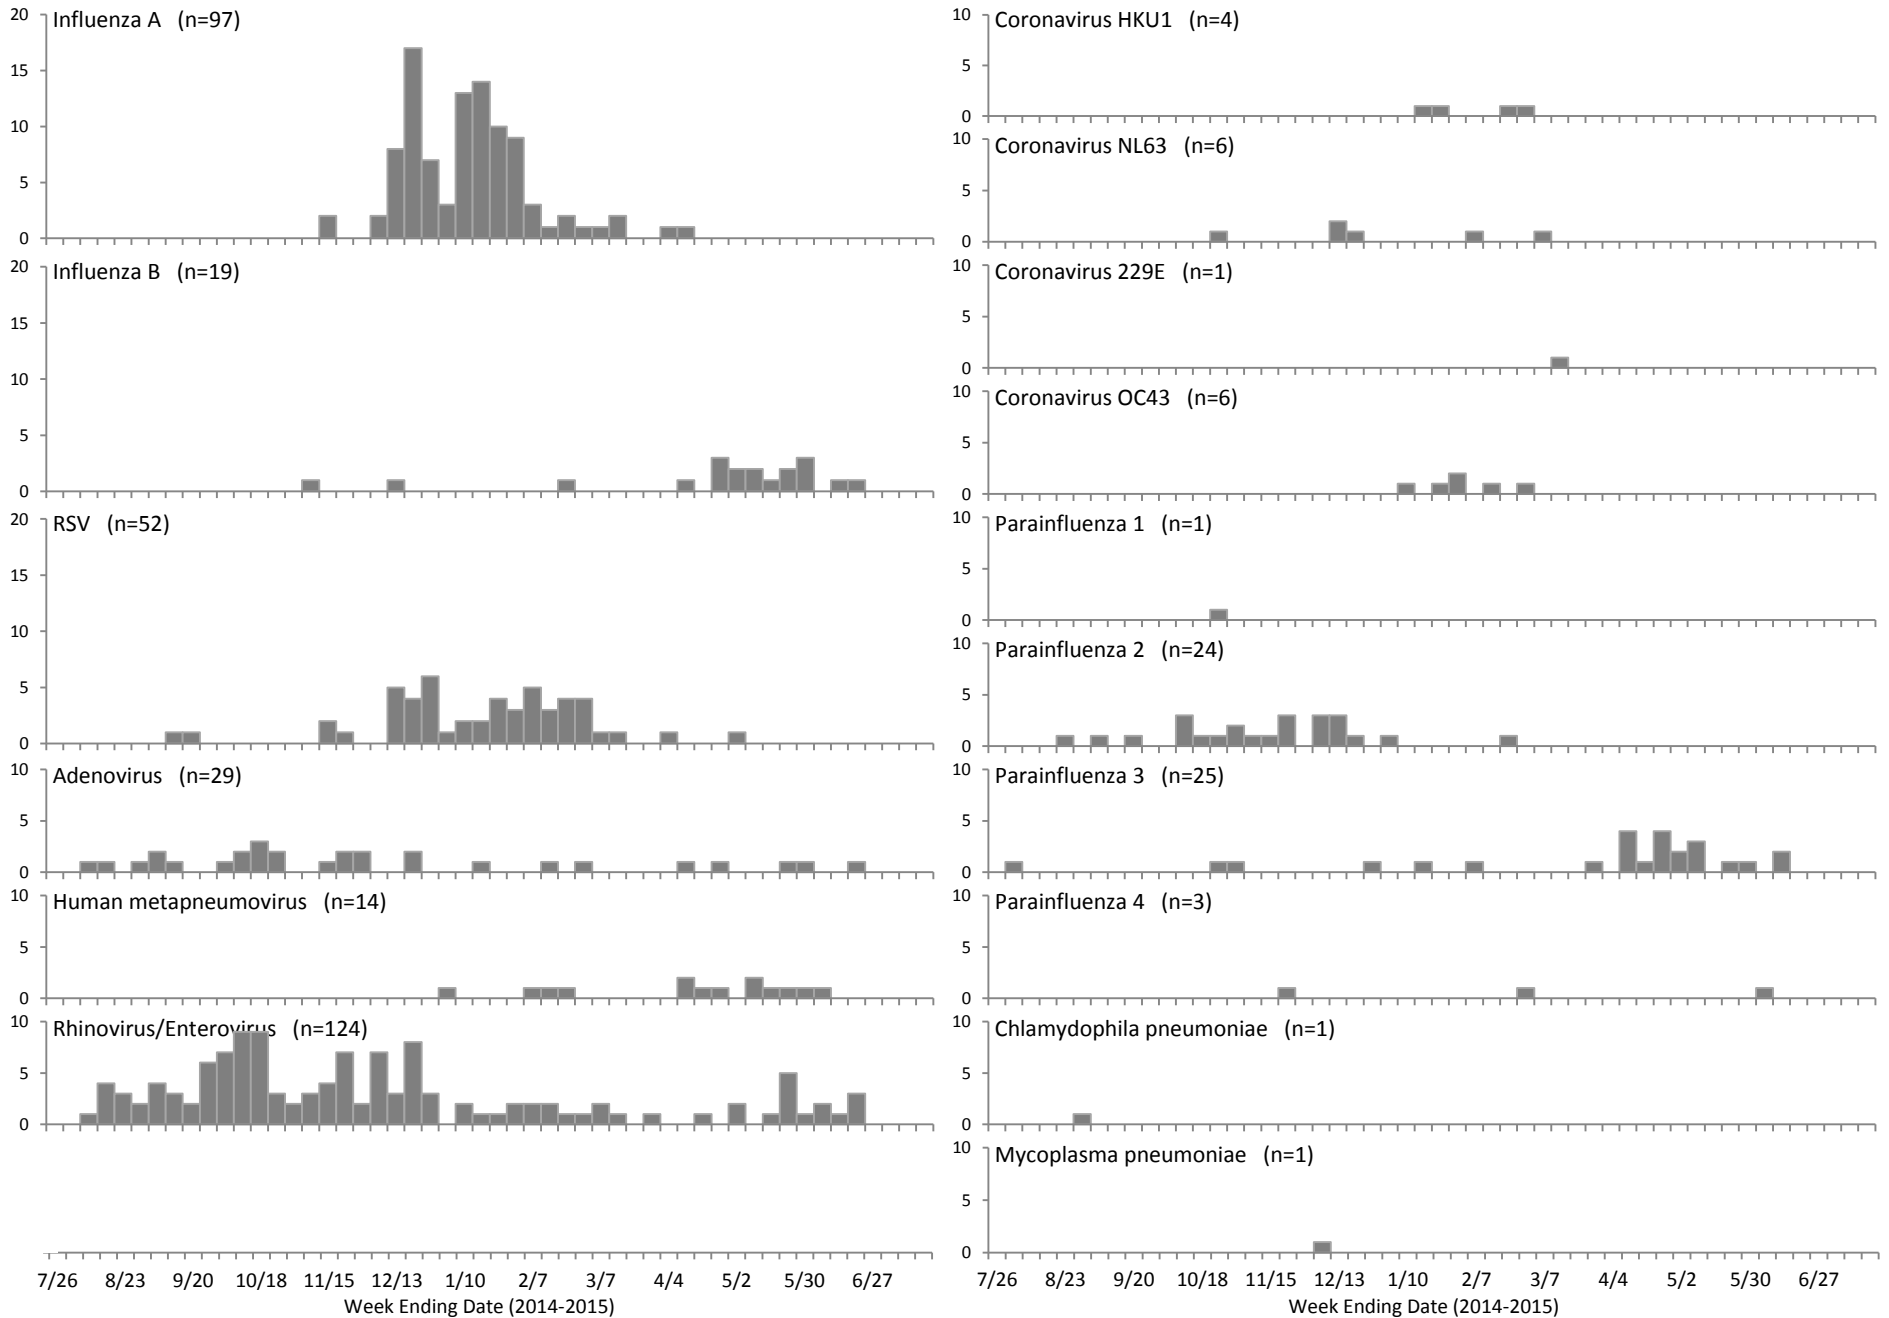 Influenza A (n=97)
20
15
10
5
0
Influenza B (n=19)
20
15
10
5
0
RSV (n=52)
20
15
10
5
0
Adenovirus (n=29)
10
5
0
Human metapneumovirus (n=14)
10
5
0
Rhinovirus/Enterovirus (n=124)
10
5
0
7/26 8/23 9/20 10/18 11/15 12/13 1/10 2/7 3/7 4/4 5/2 5/30 6/27
Week Ending Date (2014-2015)
Coronavirus HKU1 (n=4)
10
5
0
Coronavirus NL63 (n=6)
10
5
0
Coronavirus 229E (n=1)
10
5
0
Coronavirus OC43 (n=6)
10
5
0
Parainfluenza 1 (n=1)
10
5
0
Parainfluenza 2 (n=24)
10
5
0
Parainfluenza 3 (n=25)
10
5
0
Parainfluenza 4 (n=3)
10
5
0
Chlamydophila pneumoniae (n=1)
10
5
0
Mycoplasma pneumoniae (n=1)
10
5
0
7/26 8/23 9/20 10/18 11/15 12/13 1/10 2/7 3/7 4/4 5/2 5/30 6/27
Week Ending Date (2014-2015)